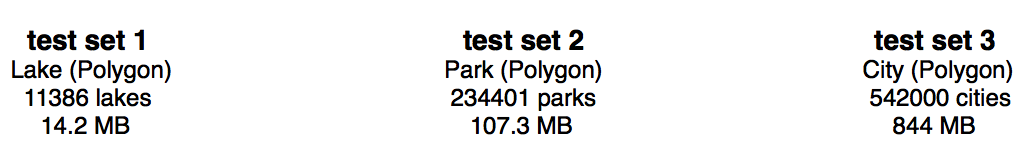 test set 1
Lake (Polygon)
11386 lakes
14.2 MB
test set 2
Park (Polygon)
234401 parks
107.3 MB
test set 3
City (Polygon)
542000 cities
844 MB